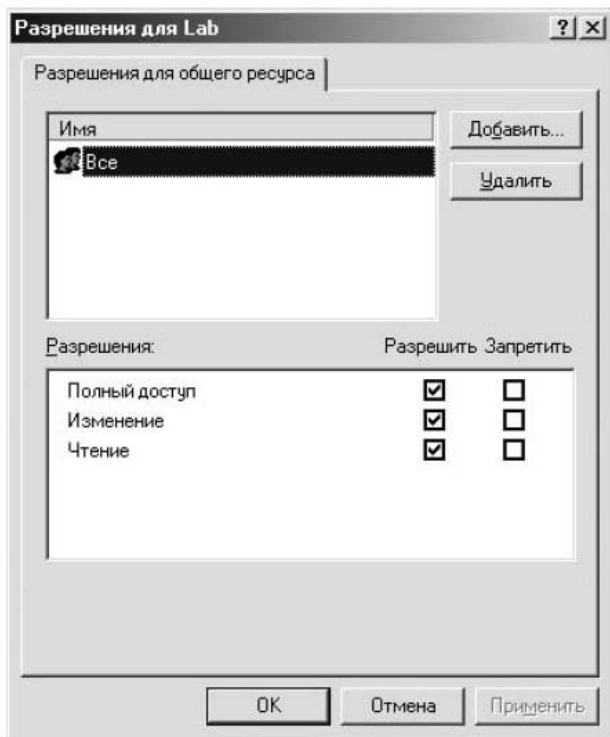 Разрешения для Lab
Разрешения для общего ресурса
Имя
Добавить...
Все
Удалить
Разрешения: Разрешить Запретить
Полный доступ
Изменение
Чтение
OK Отмена Применить